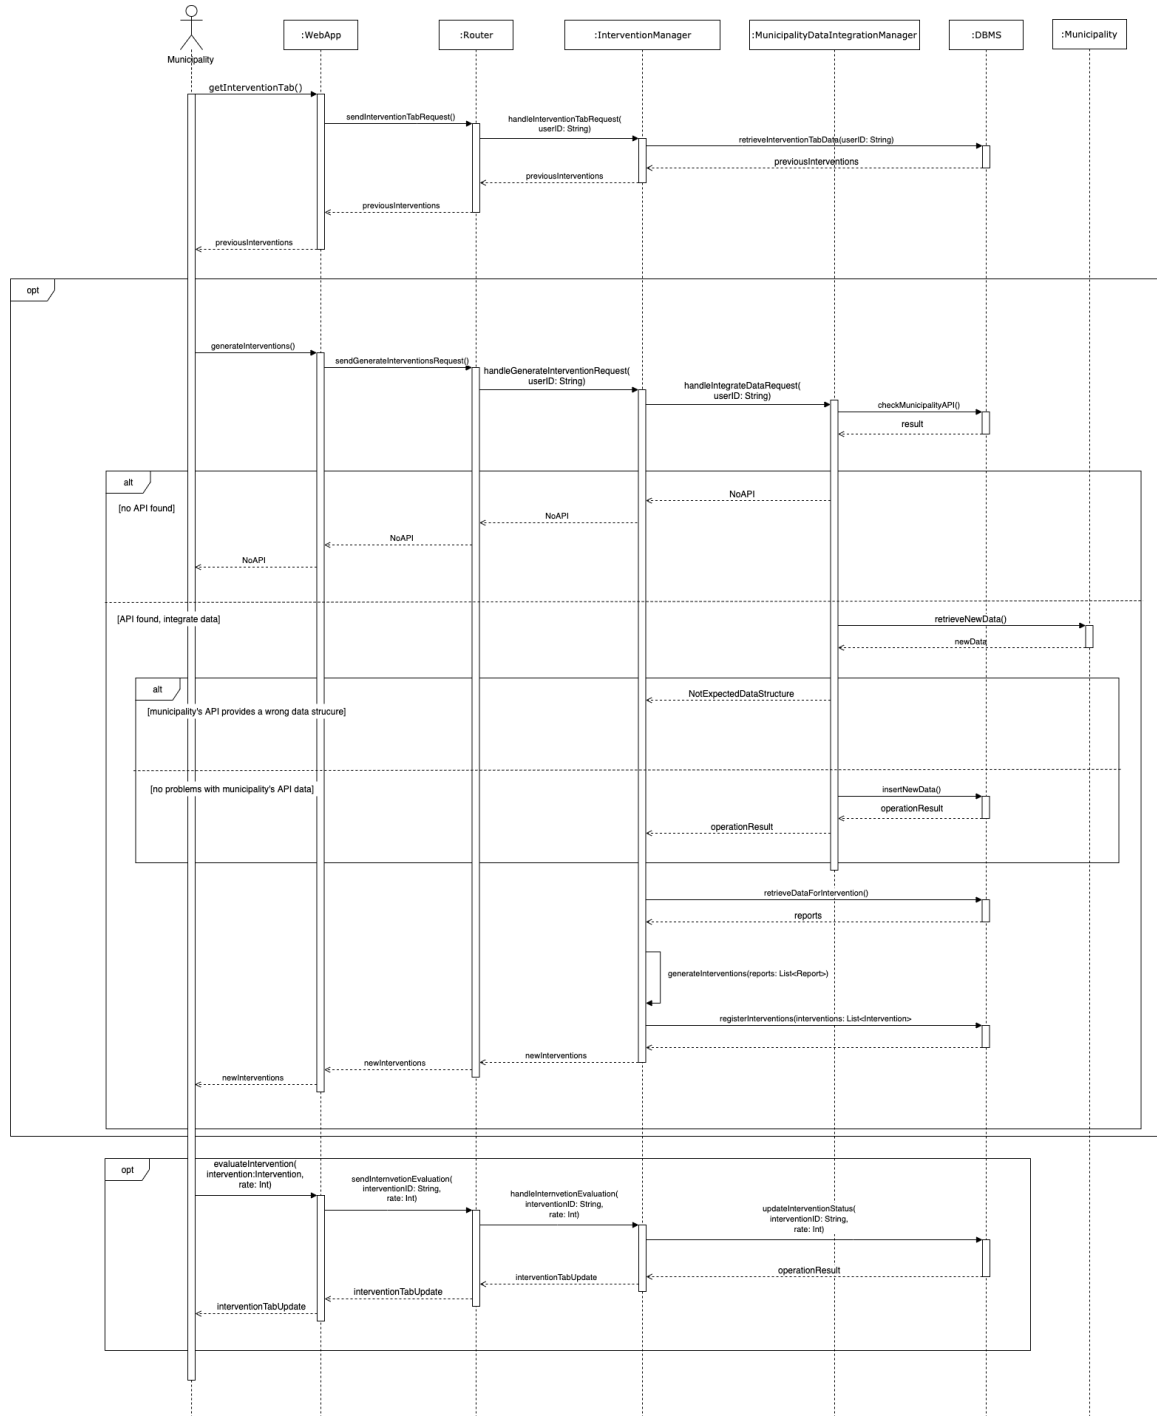 Municipality
:WebApp
:Router
:InterventionManager
:MunicipalityDataIntegrationManager
:DBMS
:Municipality
getInterventionTab()
sendInterventionTabRequest()
handleInterventionTabRequest(
userID: String)
retrieveInterventionTabData(userID: String)
previousInterventions
previousInterventions
previousInterventions
previousInterventions
opt
generateInterventions()
sendGenerateInterventionsRequest()
handleGenerateInterventionRequest(
userID: String)
handleIntegrateDataRequest(
userID: String)
checkMunicipalityAPI()
result
alt
[no API found]
NoAPI
NoAPI
NoAPI
NoAPI
[API found, integrate data]
retrieveNewData()
newData
alt
[municipality's API provides a wrong data strucure]
NotExpectedDataStructure
[no problems with municipality's API data]
insertNewData()
operationResult
operationResult
retrieveDataForIntervention()
reports
generateInterventions(reports: List<Report>)
registerInterventions(interventions: List<Intervention>
newInterventions
newInterventions
newInterventions
opt
evaluateIntervention(
intervention:Intervention,
rate: Int)
sendInternvetionEvaluation(
interventionID: String,
rate: Int)
handleInternvetionEvaluation(
interventionID: String,
rate: Int)
updateInterventionStatus(
interventionID: String,
rate: Int)
operationResult
interventionTabUpdate
interventionTabUpdate
interventionTabUpdate